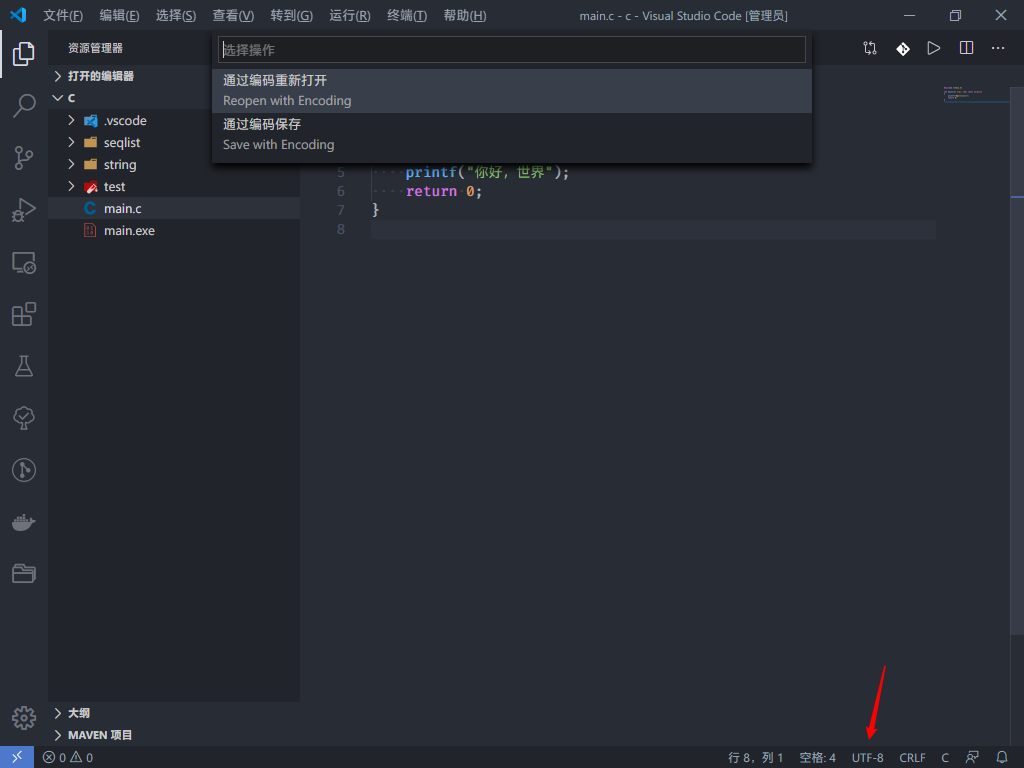 文件(F) 编辑(E) 选择(S) 查看(V) 转到(G) 运行(R) 终端(T) 帮助(H) main.c - c - Visual Studio Code [管理员]
资源管理器
选择操作
打开的编辑器
通过编码重新打开
C
Reopen with Encoding
.vscode
通过编码保存
seqlist
Save with Encoding
string
5 printf("你好，世界");
test
6 return 0;
main.c
7 }
main.exe
8
大纲
MAVEN 项目
0 0 行 8，列 1 空格: 4 UTF-8 CRLF C